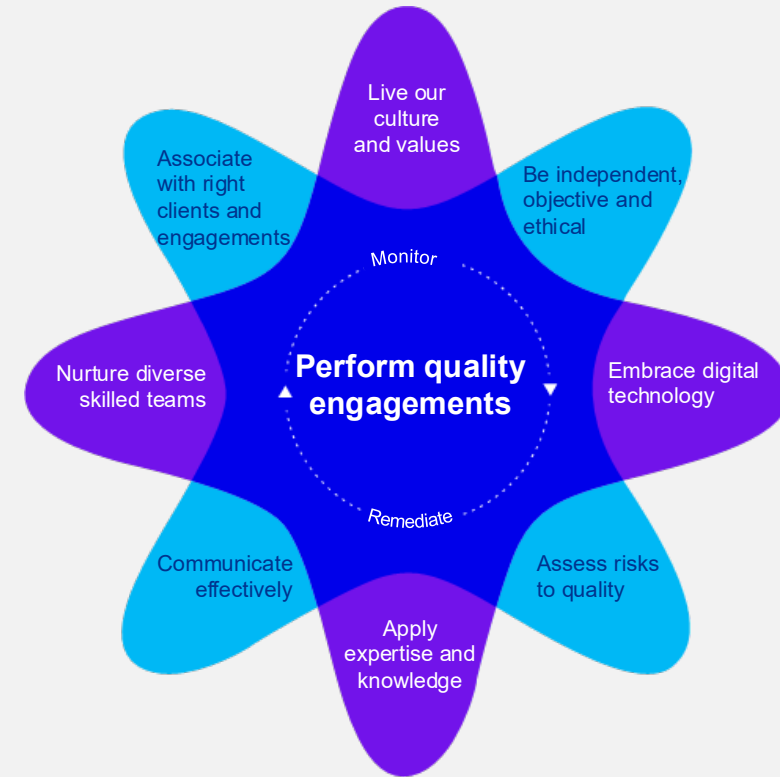 Live our
culture
and values
Be independent,
objective and
ethical
Embrace digital
technology
Assess risks
to quality
Apply
expertise and
knowledge
Communicate
effectively
Nurture diverse
skilled teams
Associate
with right
clients and
engagements
Monitor
Perform quality
engagements
Remediate